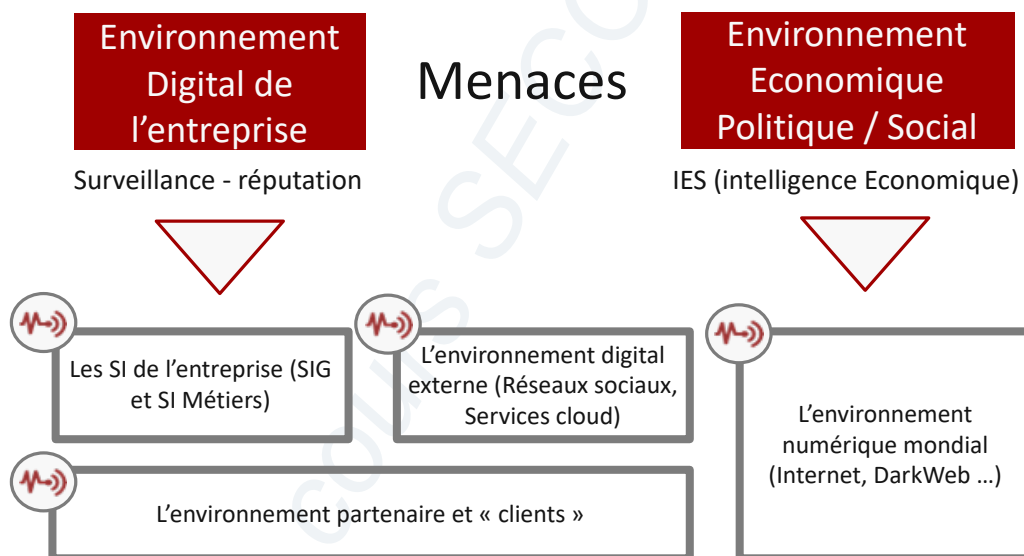 Environnement
Digital de
l’entreprise
Menaces
Environnement
Economique
Politique / Social
Surveillance - réputation
IES (intelligence Economique)
Les SI de l’entreprise (SIG
et SI Métiers)
L’environnement digital
externe (Réseaux sociaux,
Services cloud)
L’environnement
numérique mondial
(Internet, DarkWeb …)
L’environnement partenaire et « clients »
cours